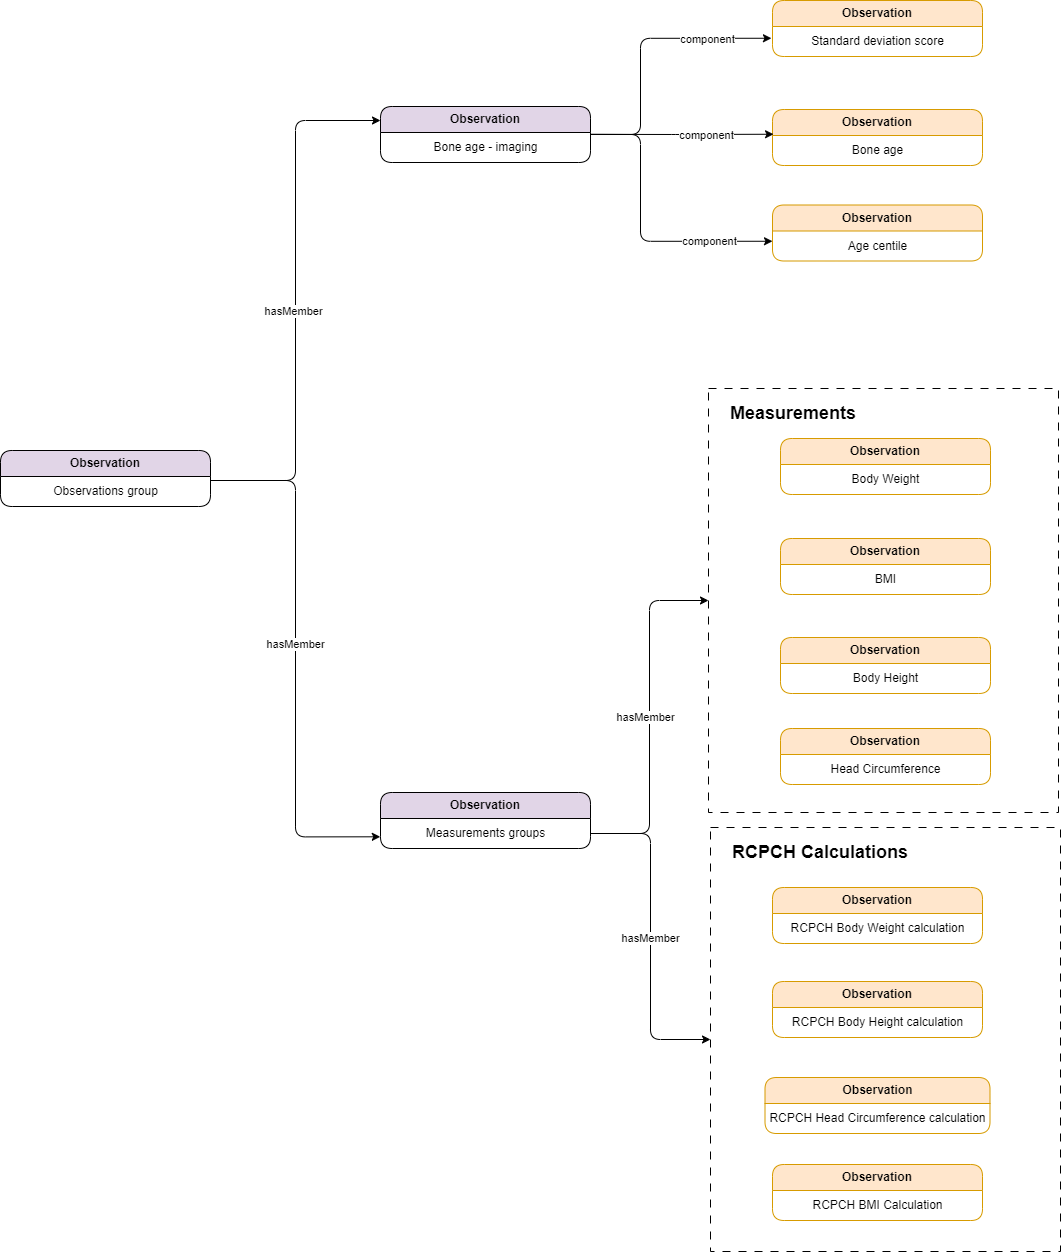 Observation
Standard deviation score
component
Observation
Bone age - imaging
Observation
Bone age
component
Observation
Age centile
component
hasMember
Observation
Observations group
hasMember
Measurements
Observation
Body Weight
Observation
BMI
Observation
Body Height
Observation
Head Circumference
hasMember
Observation
Measurements groups
hasMember
RCPCH Calculations
Observation
RCPCH Body Weight calculation
Observation
RCPCH Body Height calculation
Observation
RCPCH Head Circumference calculation
Observation
RCPCH BMI Calculation